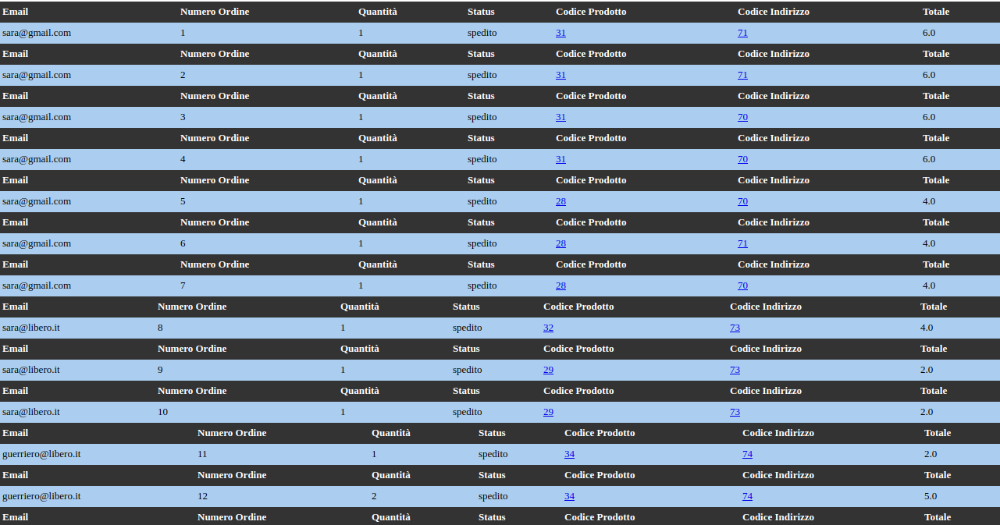 Email Numero Ordine Quantità Status Codice Prodotto Codice Indirizzo Totale
sara@gmail.com 1 1 spedito 31 71 6.0
Email Numero Ordine Quantità Status Codice Prodotto Codice Indirizzo Totale
sara@gmail.com 2 1 spedito 31 71 6.0
Email Numero Ordine Quantità Status Codice Prodotto Codice Indirizzo Totale
sara@gmail.com 3 1 spedito 31 70 6.0
Email Numero Ordine Quantità Status Codice Prodotto Codice Indirizzo Totale
sara@gmail.com 4 1 spedito 31 70 6.0
Email Numero Ordine Quantità Status Codice Prodotto Codice Indirizzo Totale
sara@gmail.com 5 1 spedito 28 70 4.0
Email Numero Ordine Quantità Status Codice Prodotto Codice Indirizzo Totale
sara@gmail.com 6 1 spedito 28 71 4.0
Email Numero Ordine Quantità Status Codice Prodotto Codice Indirizzo Totale
sara@gmail.com 7 1 spedito 28 70 4.0
Email Numero Ordine Quantità Status Codice Prodotto Codice Indirizzo Totale
sara@libero.it 8 1 spedito 32 73 4.0
Email Numero Ordine Quantità Status Codice Prodotto Codice Indirizzo Totale
sara@libero.it 9 1 spedito 29 73 2.0
Email Numero Ordine Quantità Status Codice Prodotto Codice Indirizzo Totale
sara@libero.it 10 1 spedito 29 73 2.0
Email Numero Ordine Quantità Status Codice Prodotto Codice Indirizzo Totale
guerriero@libero.it 11 1 spedito 34 74 2.0
Email Numero Ordine Quantità Status Codice Prodotto Codice Indirizzo Totale
guerriero@libero.it 12 2 spedito 34 74 5.0
Email Numero Ordine Quantità Status Codice Prodotto Codice Indirizzo Totale